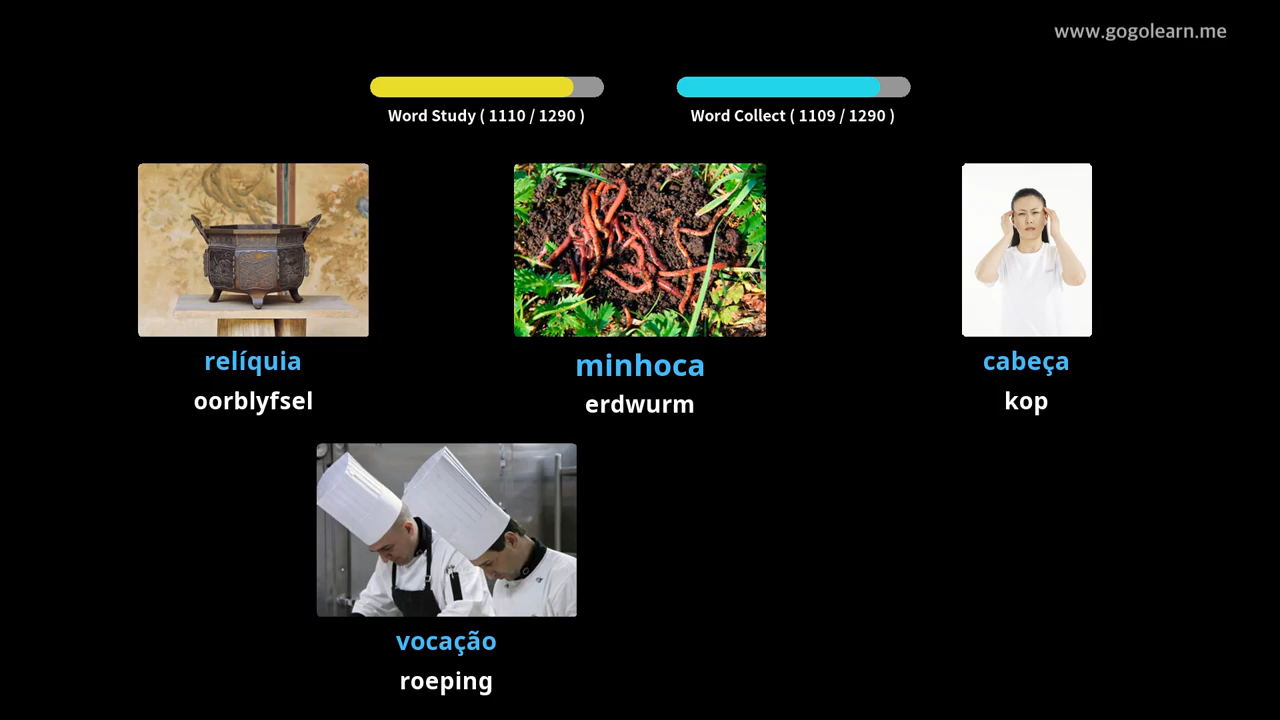 www.gogolearn.me
Word Study ( 1110 / 1290 )
Word Collect ( 1109 / 1290 )
relíquia
oorblyfsel
minhoca
erdwurm
cabeça
kop
vocação
roeping